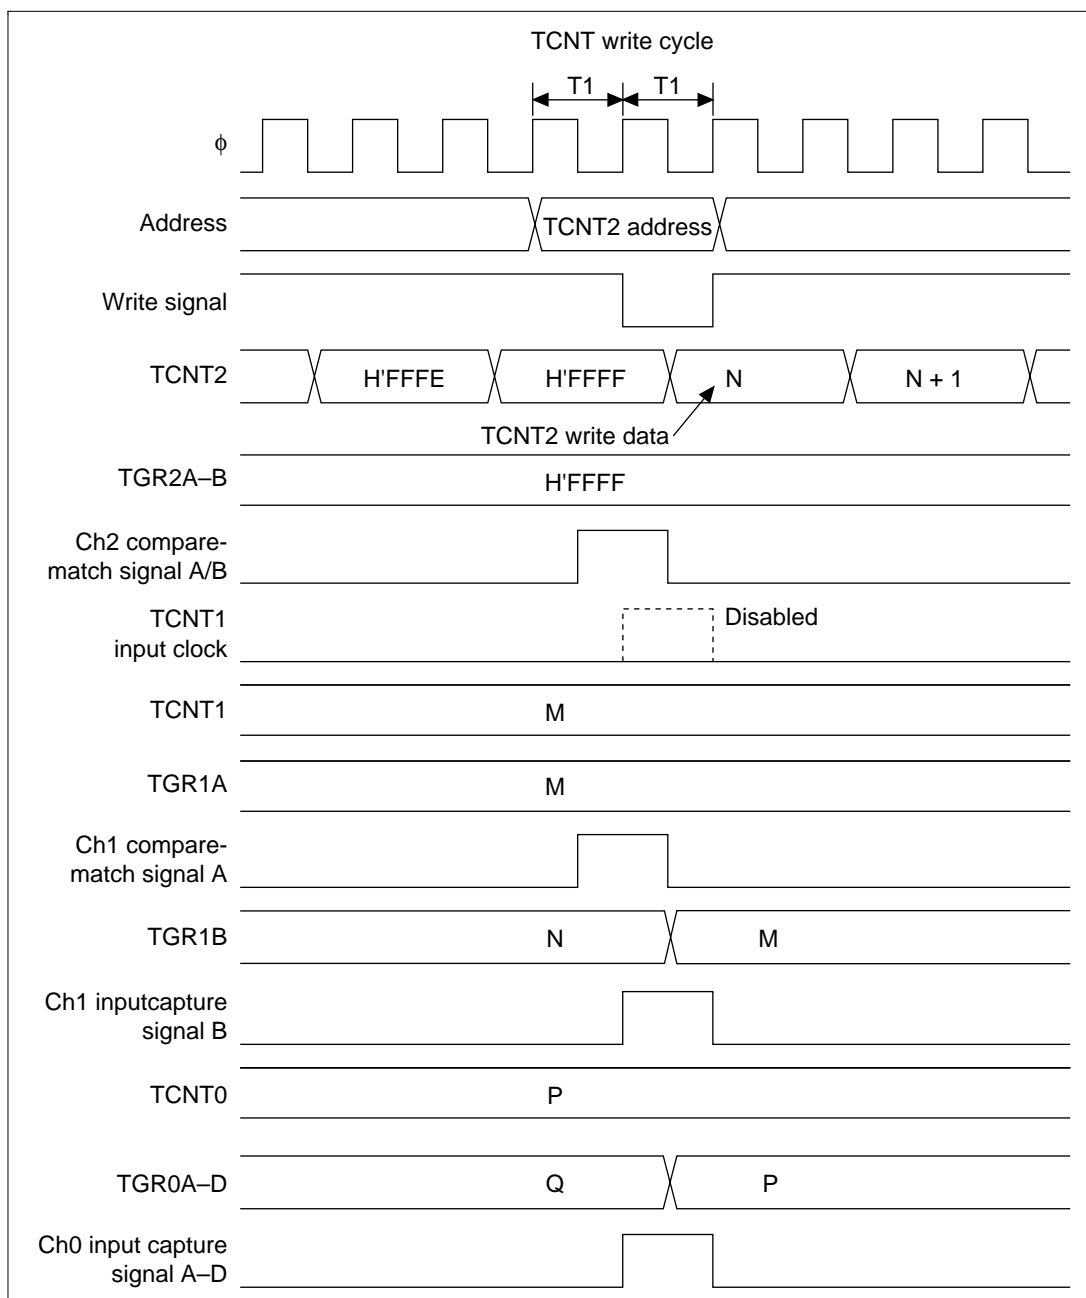 TCNT write cycle
T1 T1
ϕ
Address
TCNT2 address
Write signal
TCNT2
H'FFFE H'FFFF N N + 1
TCNT2 write data
TGR2A–B
H'FFFF
Ch2 compare-
match signal A/B
TCNT1
input clock
Disabled
TCNT1
M
TGR1A
M
Ch1 compare-
match signal A
TGR1B
N M
Ch1 inputcapture
signal B
TCNT0
P
TGR0A–D
Q P
Ch0 input capture
signal A–D